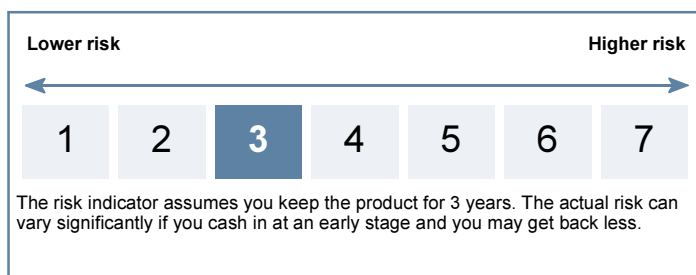 Lower risk Higher risk
1 2 3 4 5 6 7
The risk indicator assumes you keep the product for 3 years. The actual risk can
vary significantly if you cash in at an early stage and you may get back less.